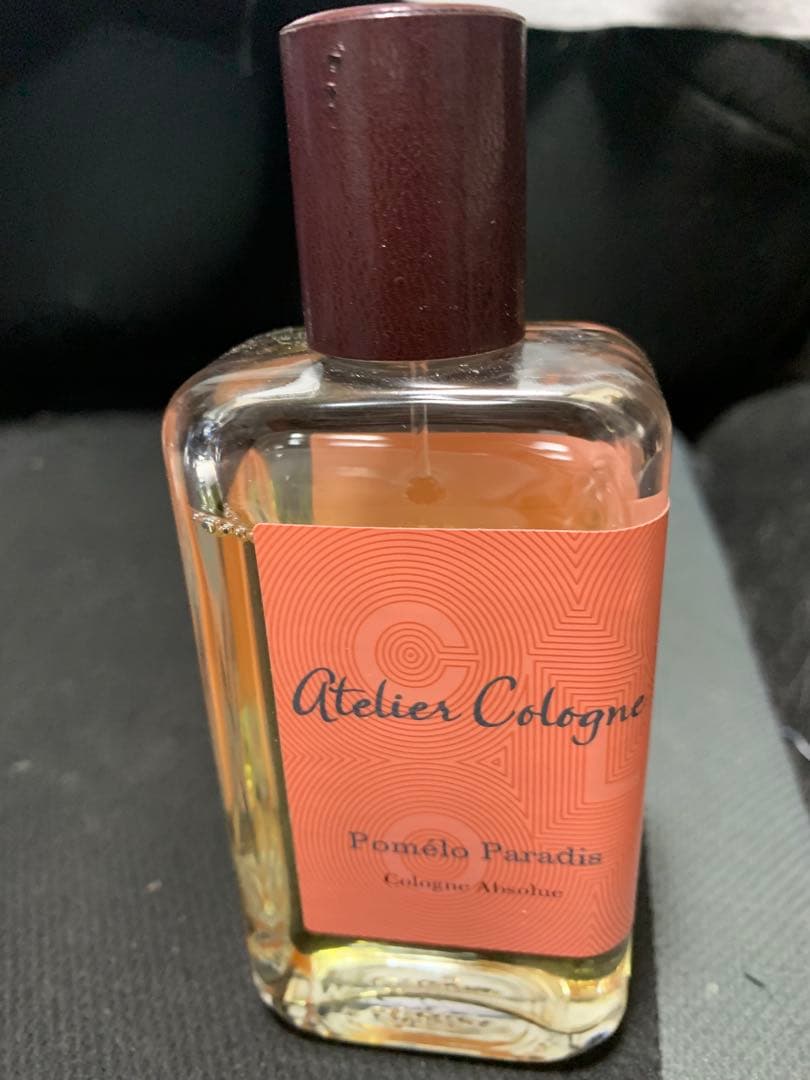 Atelier Cologne
Pomélo Paradis
Cologne Absolue